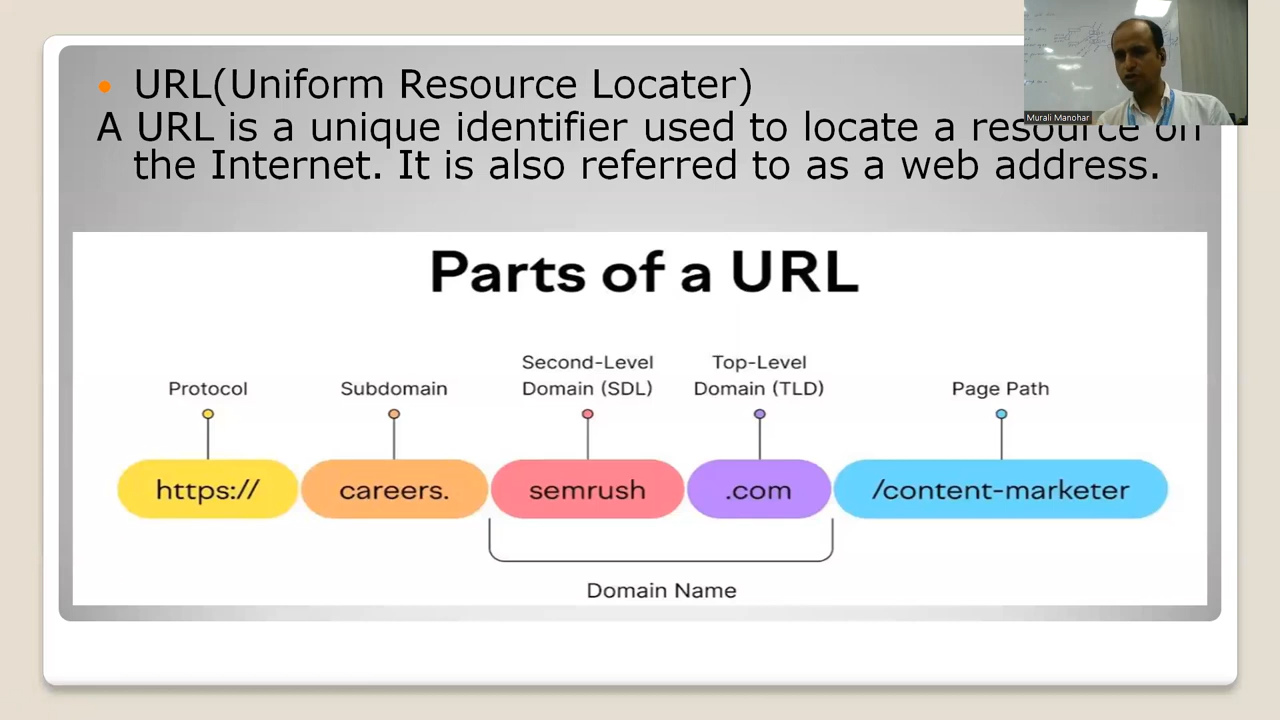 URL(Uniform Resource Locater)
A URL is a unique identifier used to locate a resource on
the Internet. It is also referred to as a web address.
Murali Manohar
Parts of a URL
Protocol
Subdomain
Second-Level
Domain (SDL)
Top-Level
Domain (TLD)
Page Path
https://
careers.
semrush
.com
/content-marketer
Domain Name